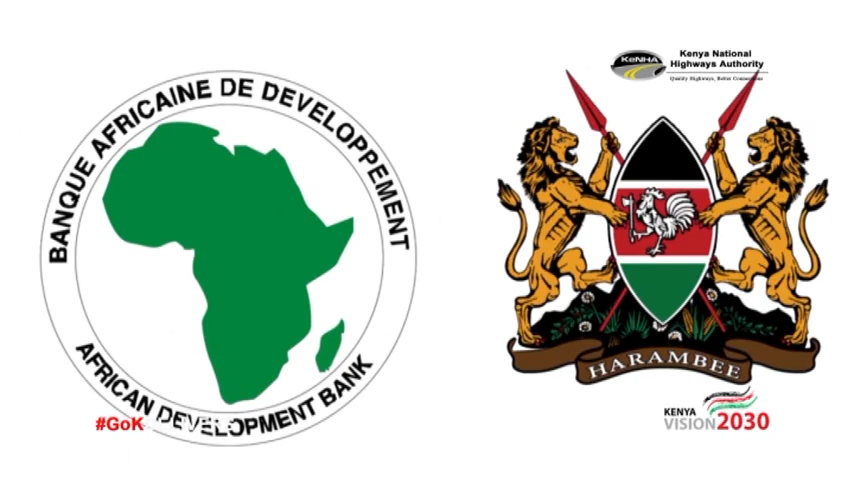 BANQUE AFRICAINE DE DEVELOPPEMENT
AFRICAN DEVELOPMENT BANK
#GoK
KeNHA
Kenya National
Highways Authority
Quality Highways, Better Connections
HARAMBEE
KENYA
VISION2030